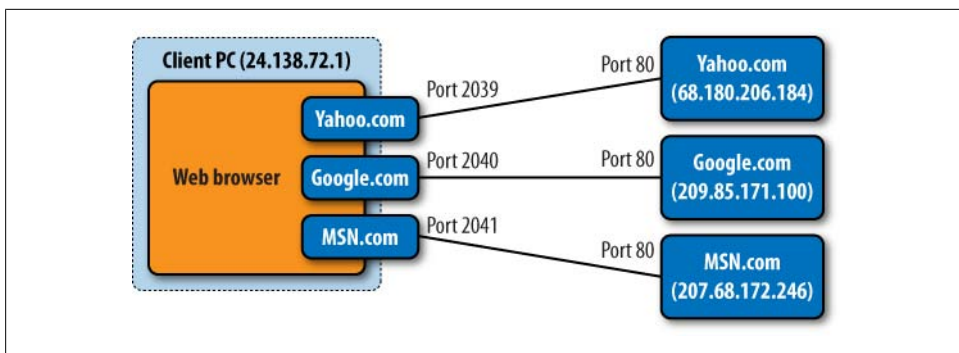 Client PC (24.138.72.1)
Web browser
Yahoo.com
Port 2039
Port 80
Yahoo.com
(68.180.206.184)
Google.com
Port 2040
Port 80
Google.com
(209.85.171.100)
MSN.com
Port 2041
Port 80
MSN.com
(207.68.172.246)